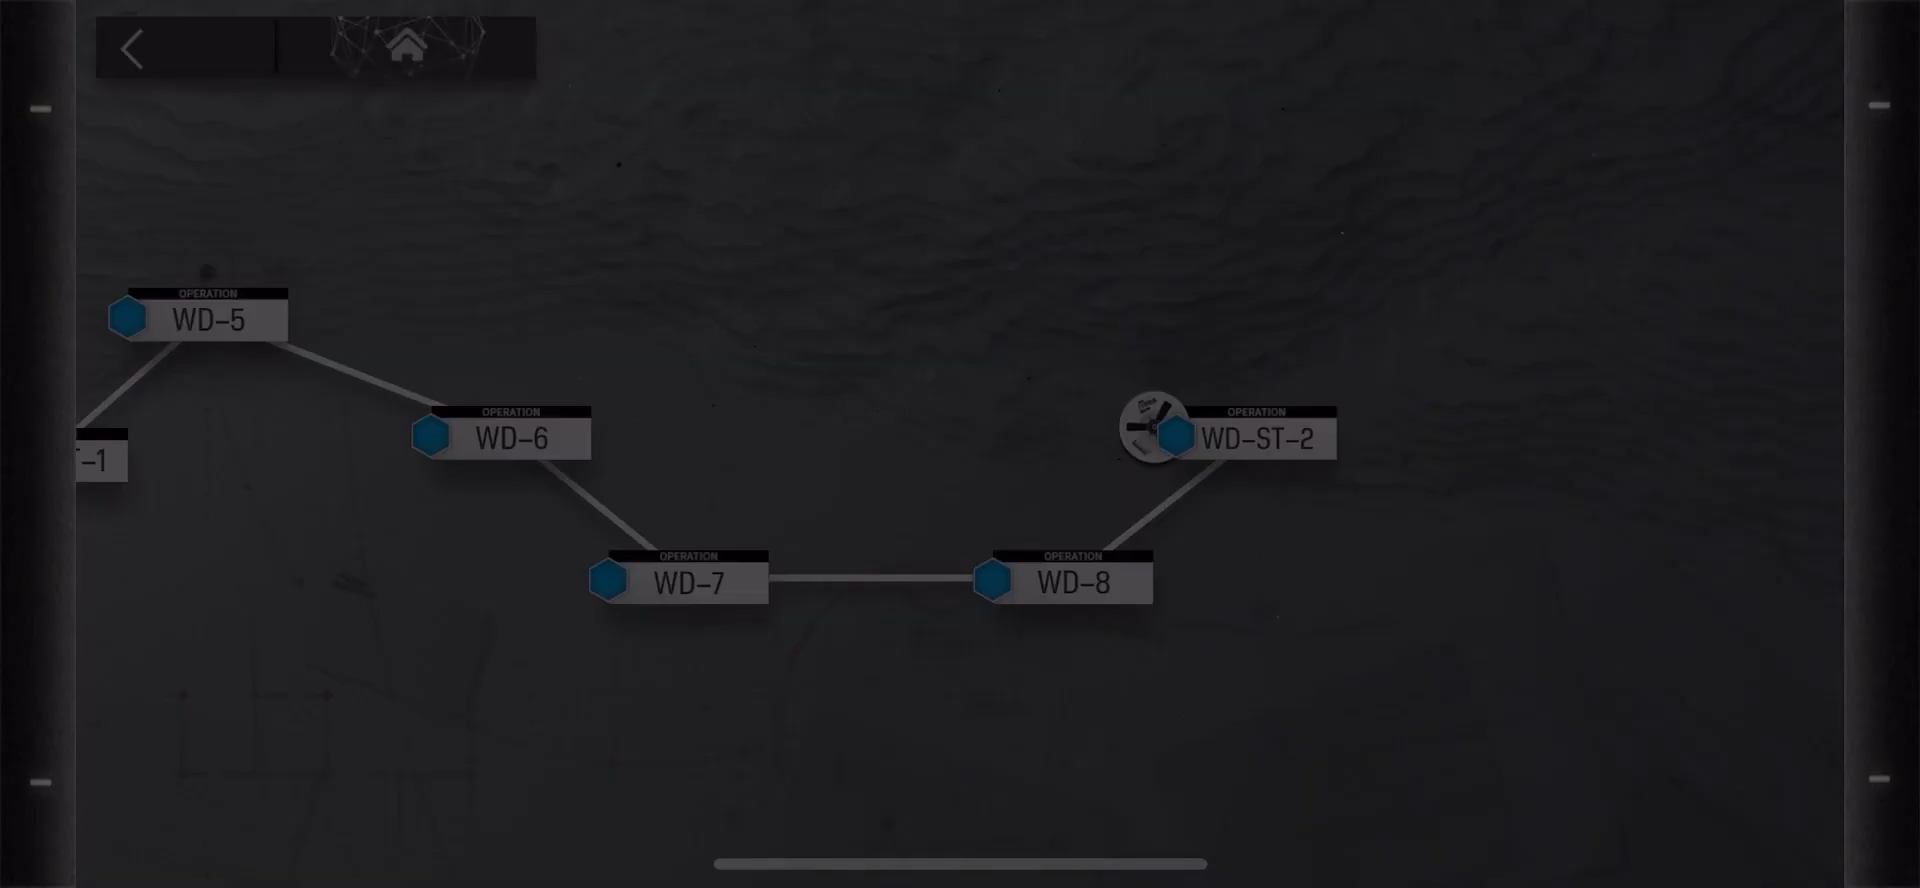 OPERATION
WD-5
-1
OPERATION
WD-6
OPERATION
WD-ST-2
OPERATION
WD-7
OPERATION
WD-8